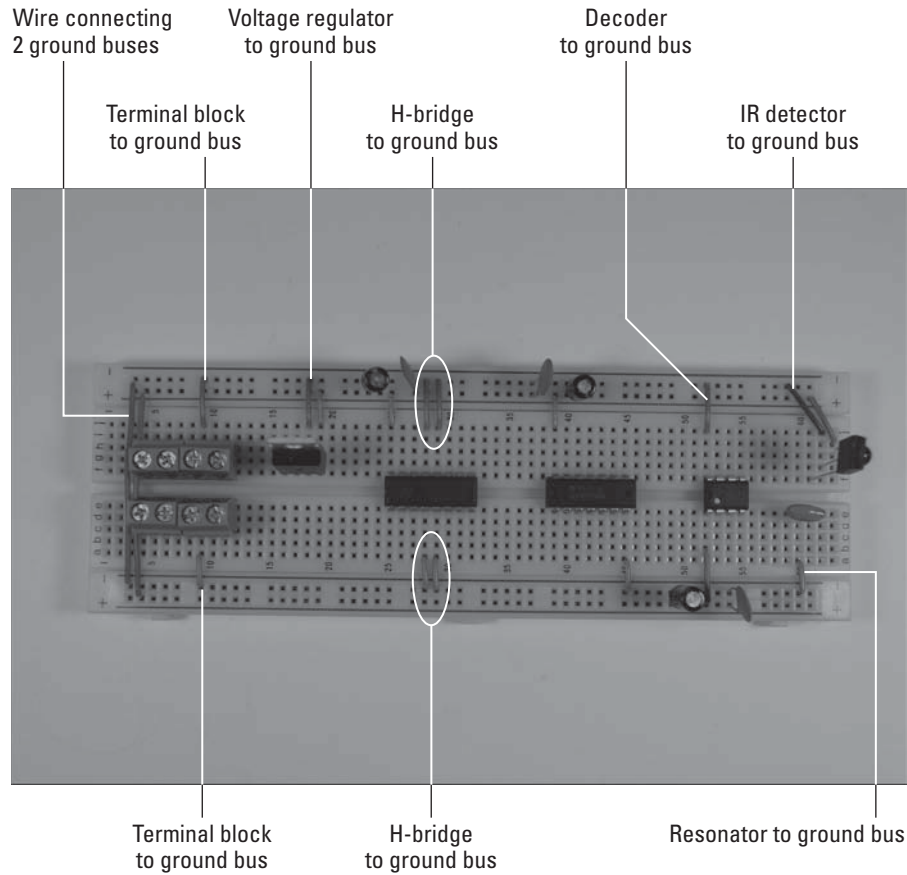 Wire connecting
2 ground buses
Voltage regulator
to ground bus
Decoder
to ground bus
Terminal block
to ground bus
H-bridge
to ground bus
IR detector
to ground bus
Terminal block
to ground bus
H-bridge
to ground bus
Resonator to ground bus